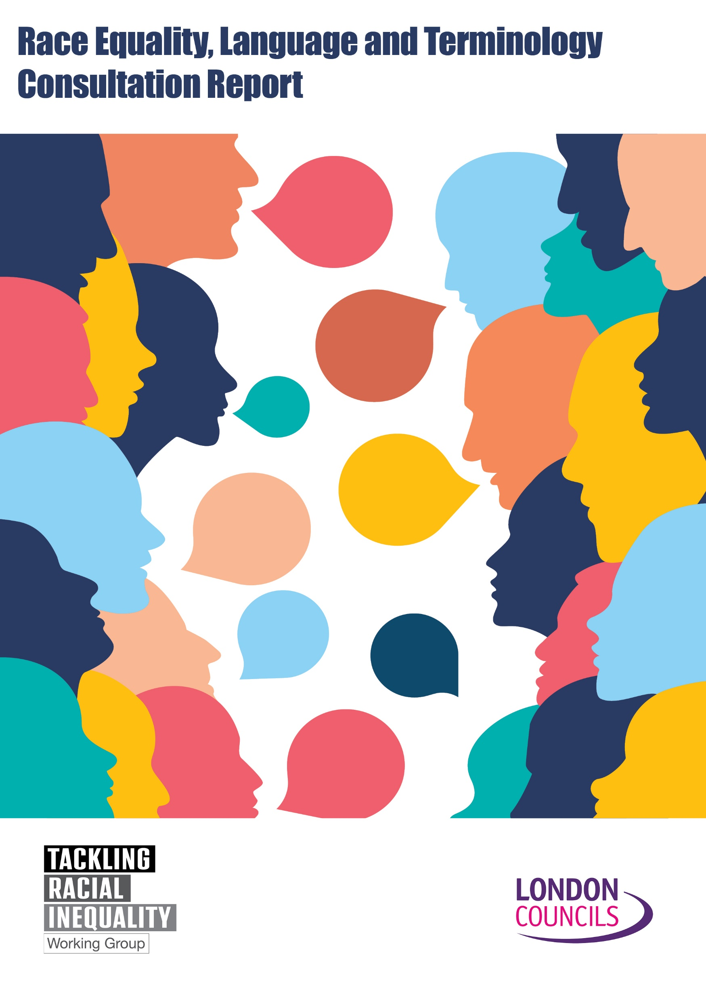 Race Equality, Language and Terminology
Consultation Report
TACKLING
RACIAL
INEQUALITY
Working Group
LONDON
COUNCILS